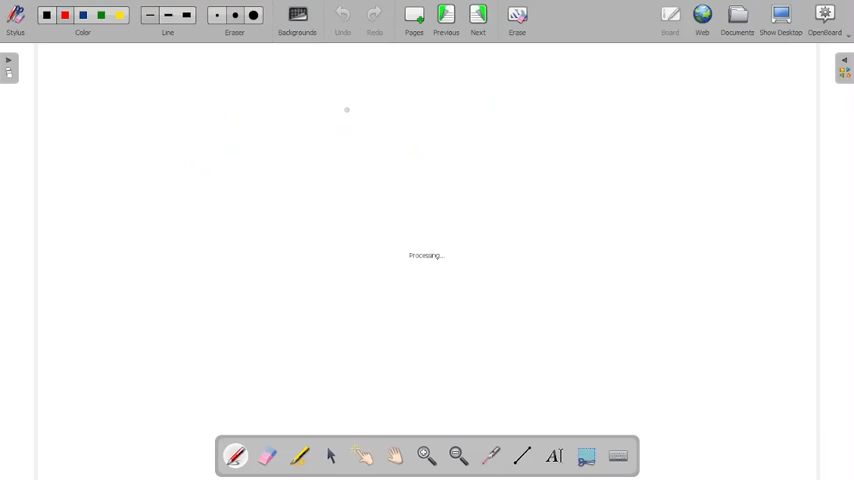 Stylus Color Line Eraser Backgrounds Undo Redo Pages Previous Next Erase Board Web Documents Show Desktop OpenBoard
Processing...